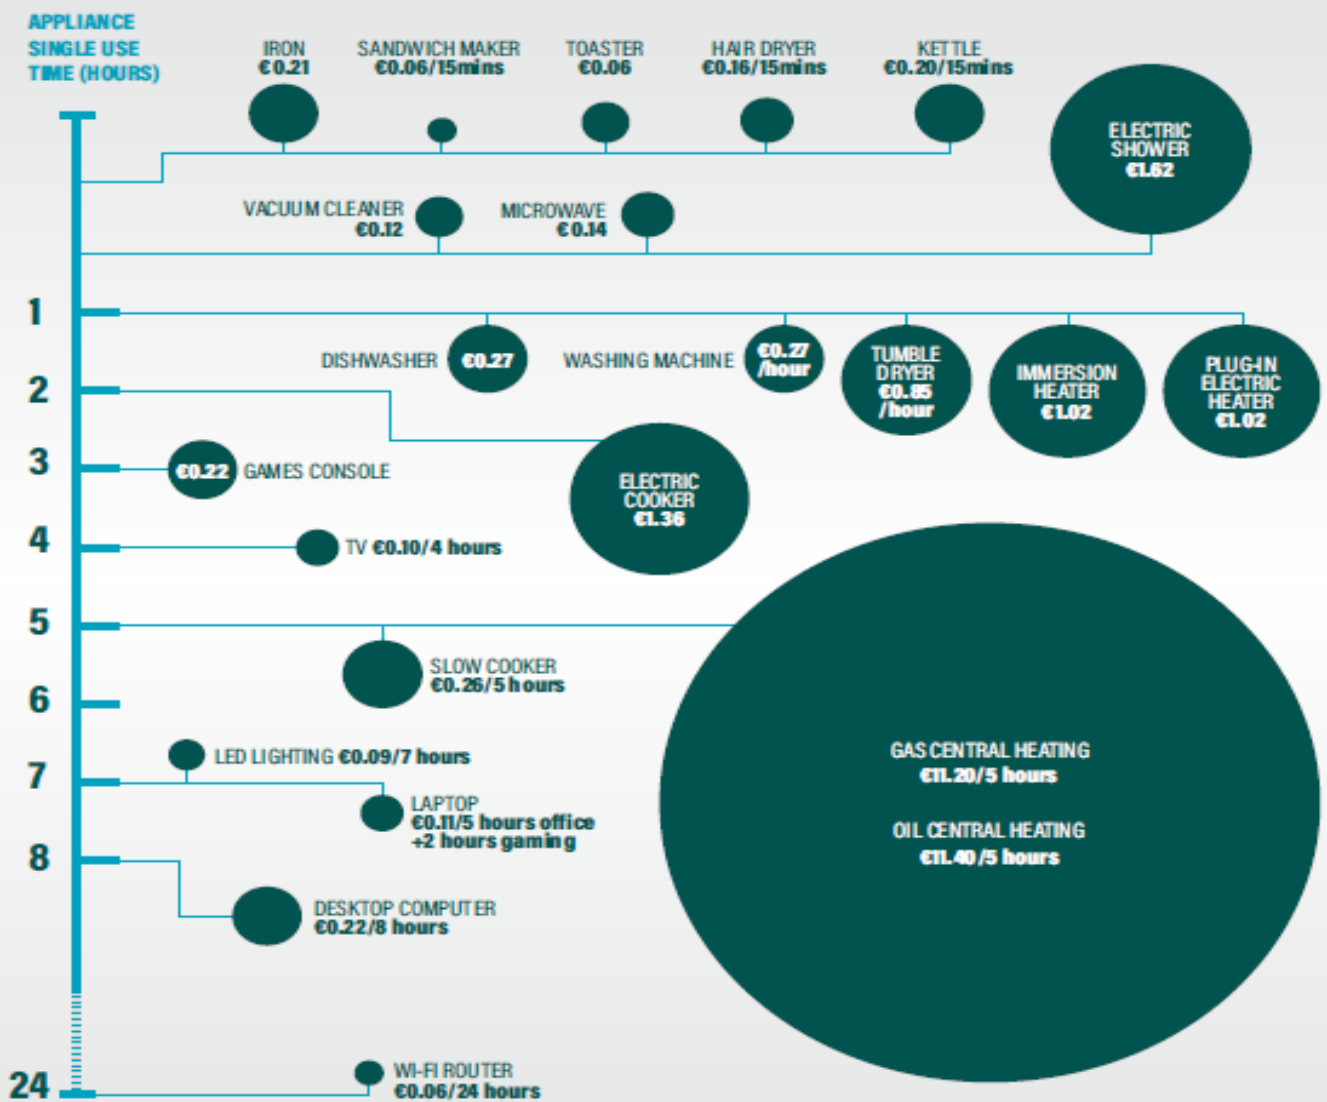 APPLIANCE
SINGLE USE
TIME (HOURS)
IRON
€0.21
SANDWICH MAKER
€0.06/15mins
TOASTER
€0.06
HAIR DRYER
€0.16/15mins
KETTLE
€0.20/15mins
ELECTRIC
SHOWER
€1.62
VACUUM CLEANER
€0.12
MICROWAVE
€0.14
1
DISHWASHER
€0.27
WASHING MACHINE
€0.27
/hour
TUMBLE
DRYER
€0.85
/hour
IMMERSION
HEATER
€1.02
PLUG-IN
ELECTRIC
HEATER
€1.02
2
ELECTRIC
COOKER
€1.36
3
€0.22 GAMES CONSOLE
4
TV €0.10/4 hours
5
SLOW COOKER
€0.26/5 hours
6
GAS CENTRAL HEATING
€11.20/5 hours
OIL CENTRAL HEATING
€11.40/5 hours
LED LIGHTING €0.09/7 hours
7
LAPTOP
€0.11/5 hours office
+2 hours gaming
8
DESKTOP COMPUTER
€0.22/8 hours
24
WI-FI ROUTER
€0.06/24 hours